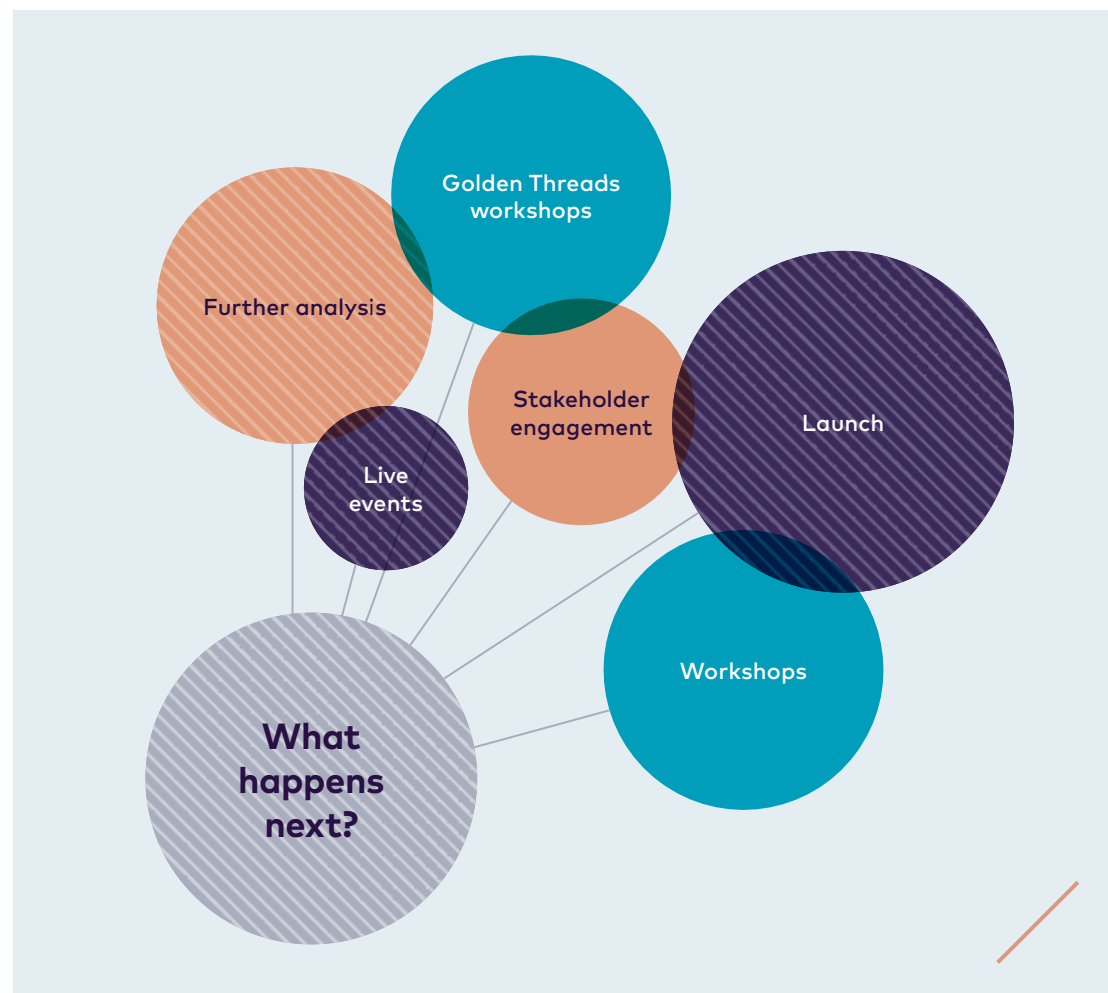 Golden Threads
workshops
Further analysis
Stakeholder
engagement
Launch
Live
events
Workshops
What
happens
next?